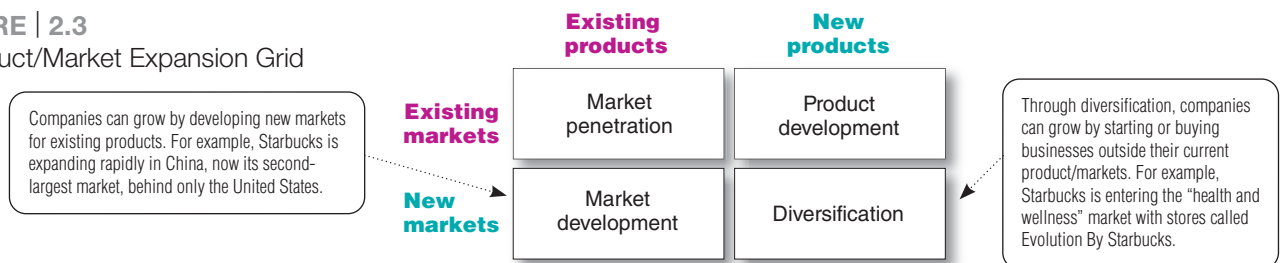 RE | 2.3
uct/Market Expansion Grid
Companies can grow by developing new markets
for existing products. For example, Starbucks is
expanding rapidly in China, now its second-
largest market, behind only the United States.
Existing
products
New
products
Existing
markets
Market
penetration
Product
development
New
markets
Market
development
Diversification
Through diversification, companies
can grow by starting or buying
businesses outside their current
product/markets. For example,
Starbucks is entering the “health and
wellness” market with stores called
Evolution By Starbucks.